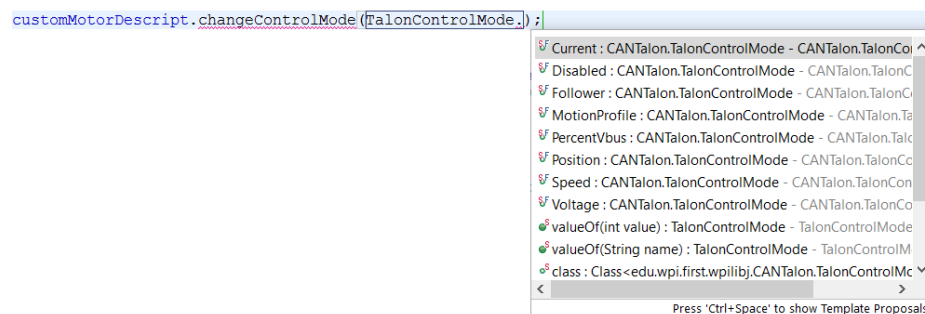 customMotorDescript.changeControlMode(TalonControlMode.);
Current : CANTalon.TalonControlMode - CANTalon.TalonCo
Disabled : CANTalon.TalonControlMode - CANTalon.TalonC
Follower : CANTalon.TalonControlMode - CANTalon.TalonCo
MotionProfile : CANTalon.TalonControlMode - CANTalon.Ta
PercentVbus : CANTalon.TalonControlMode - CANTalon.Talo
Position : CANTalon.TalonControlMode - CANTalon.TalonCo
Speed : CANTalon.TalonControlMode - CANTalon.TalonCon
Voltage : CANTalon.TalonControlMode - CANTalon.TalonCo
valueOf(int value) : TalonControlMode - TalonControlMode
valueOf(String name) : TalonControlMode - TalonControlM
class : Class<edu.wpi.first.wpilibj.CANTalon.TalonControlMo
Press 'Ctrl+Space' to show Template Proposals